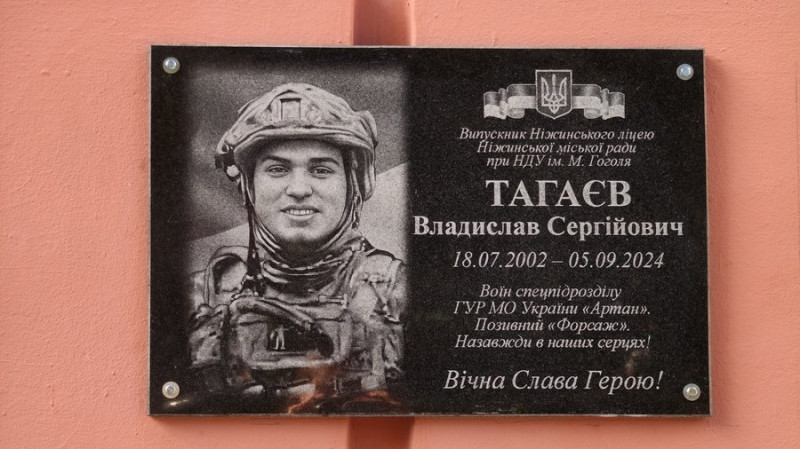 Випускник Ніжинського ліцею
Ніжинської міської ради
при НДУ ім. М. Гоголя
ТАГАЄВ
Владислав Сергійович
18.07.2002 – 05.09.2024
Воїн спецпідрозділу
ГУР МО України «Артан».
Позивний «Форсаж».
Назавжди в наших серцях!
Вічна Слава Герою!